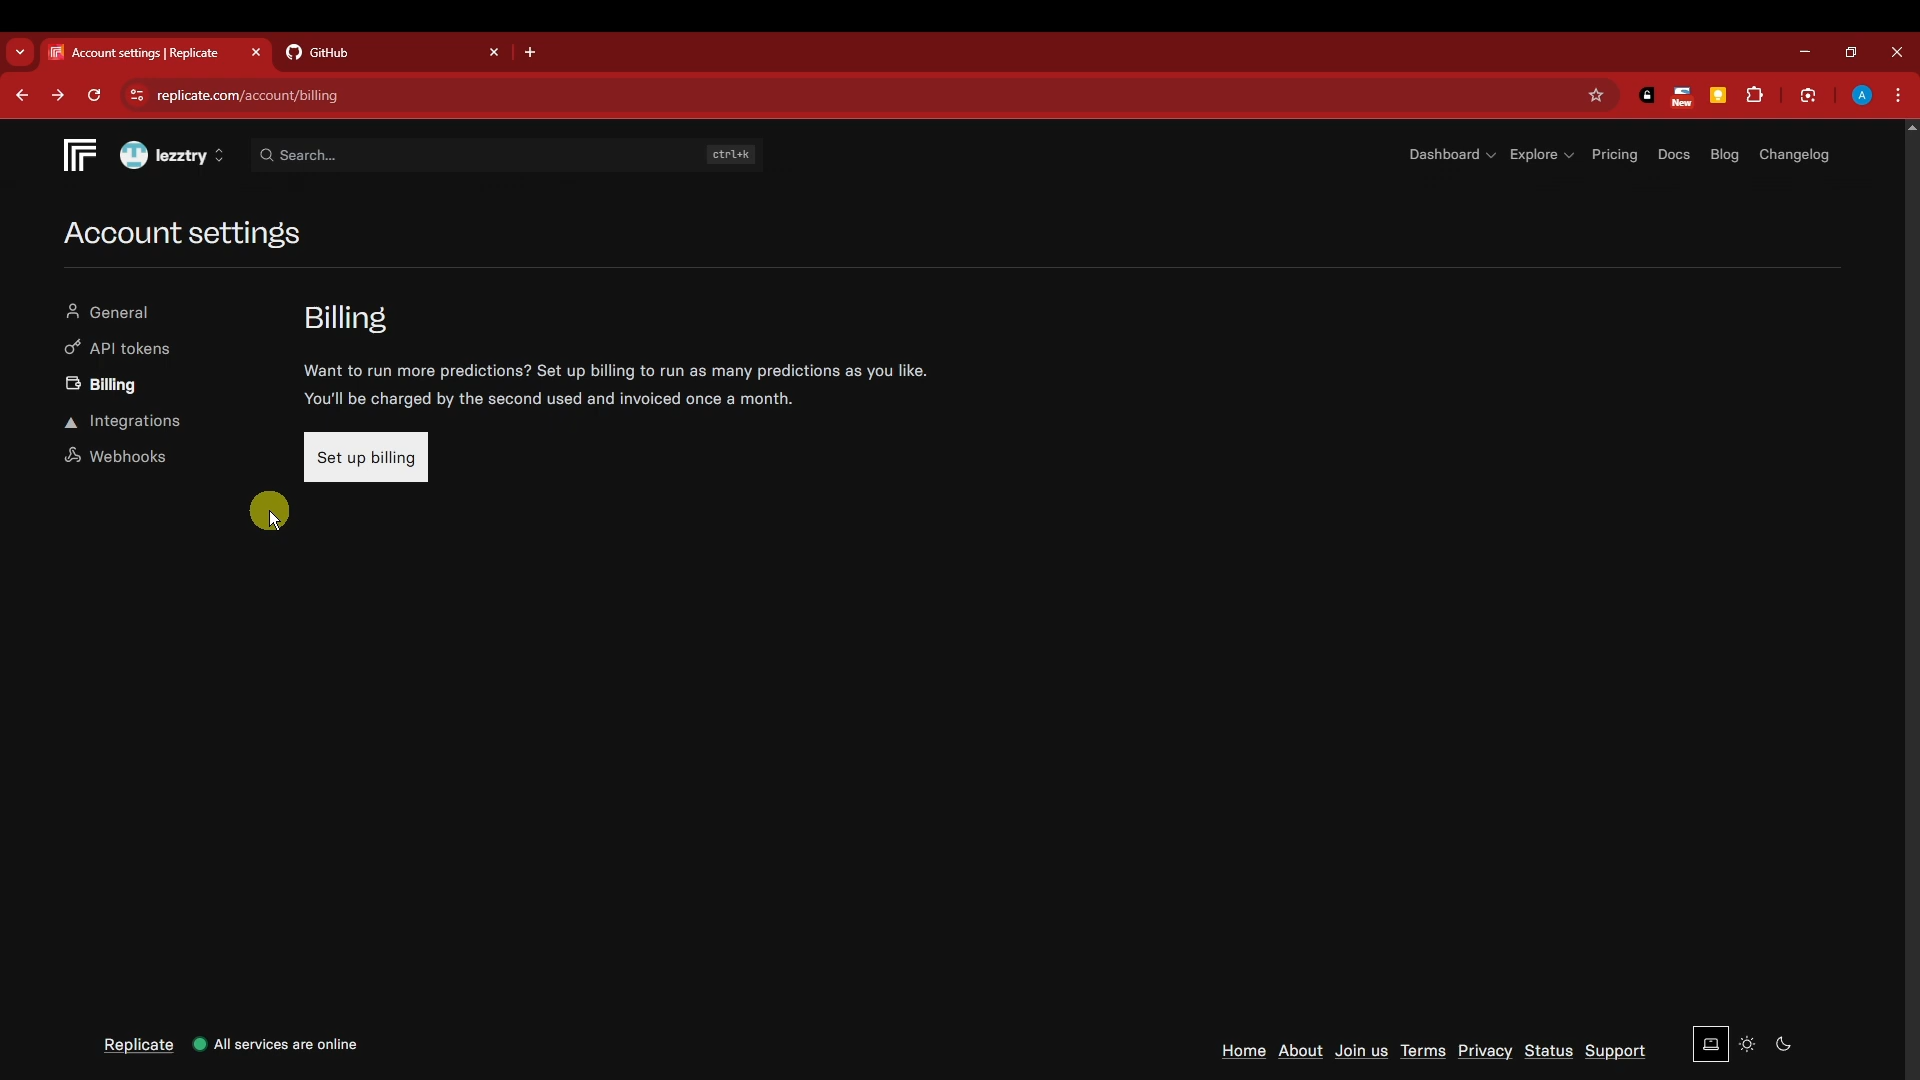 Account settings | Replicate
GitHub
replicate.com/account/billing
New
A
lezztry
Search...
ctrl+k
Dashboard
Explore
Pricing
Docs
Blog
Changelog
Account settings
General
API tokens
Billing
Integrations
Webhooks
Billing
Want to run more predictions? Set up billing to run as many predictions as you like.
You'll be charged by the second used and invoiced once a month.
Set up billing
Replicate
All services are online
Home
About
Join us
Terms
Privacy
Status
Support